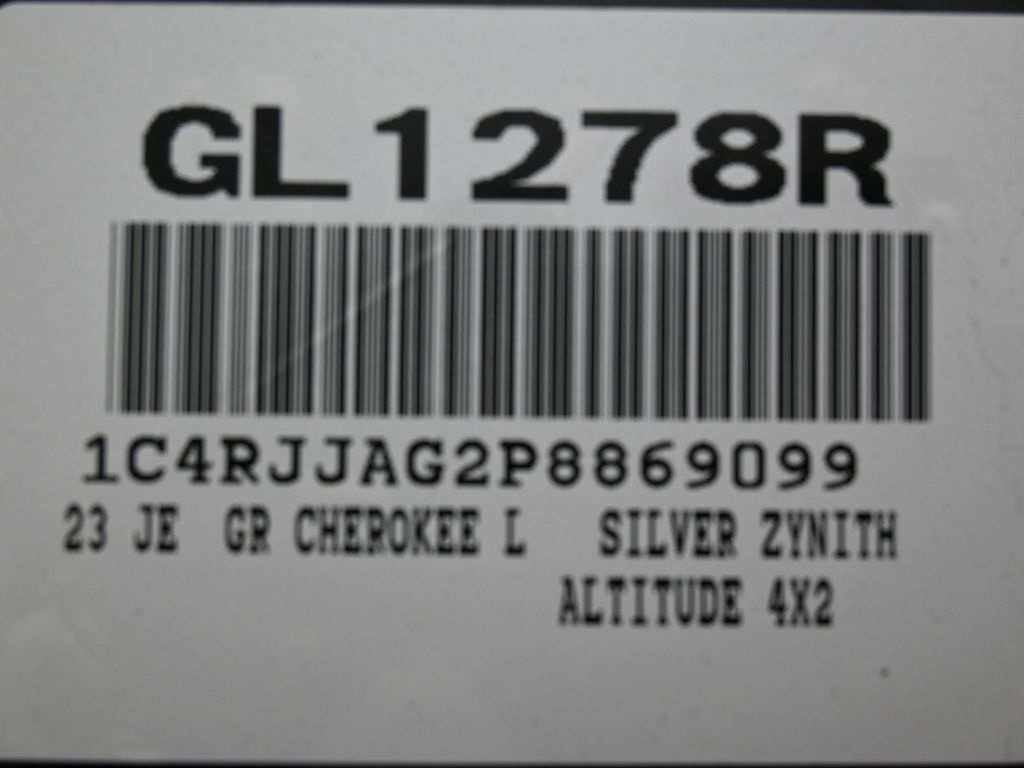 GL1278R
1C4RJJAG2P8869099
23 JE GR CHEROKEE L SILVER ZYNITH
ALTITUDE 4X2